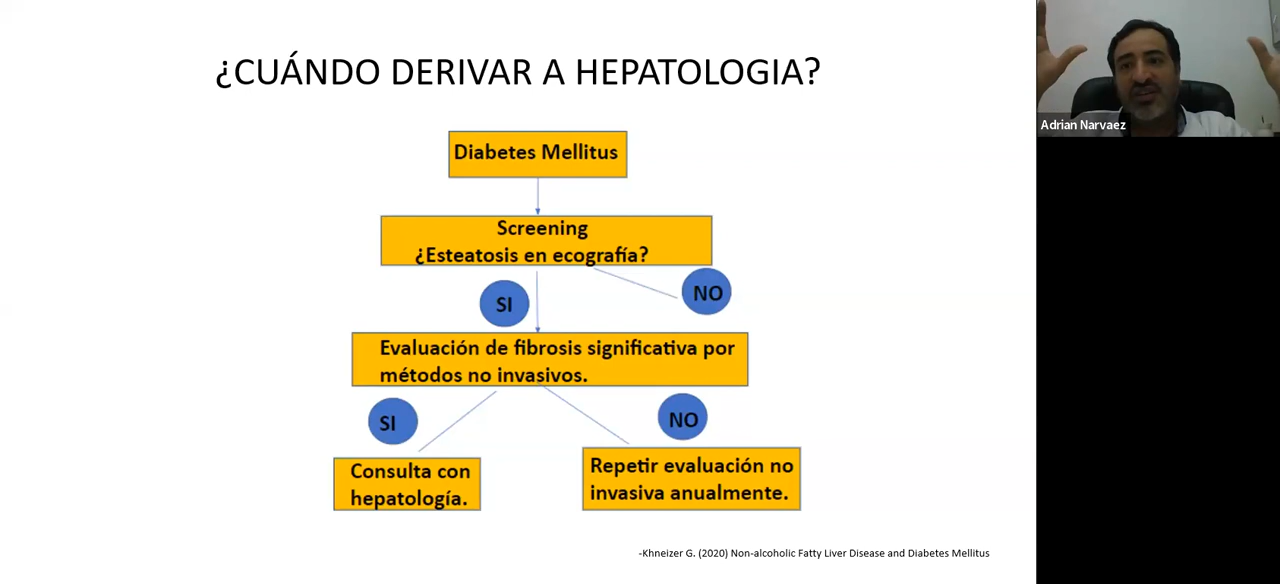 ¿CUÁNDO DERIVAR A HEPATOLOGIA?
Adrian Narvaez
Diabetes Mellitus
Screening
¿Esteatosis en ecografía?
SI
NO
Evaluación de fibrosis significativa por
métodos no invasivos.
SI
NO
Consulta con
hepatología.
Repetir evaluación no
invasiva anualmente.
-Khneizer G. (2020) Non-alcoholic Fatty Liver Disease and Diabetes Mellitus